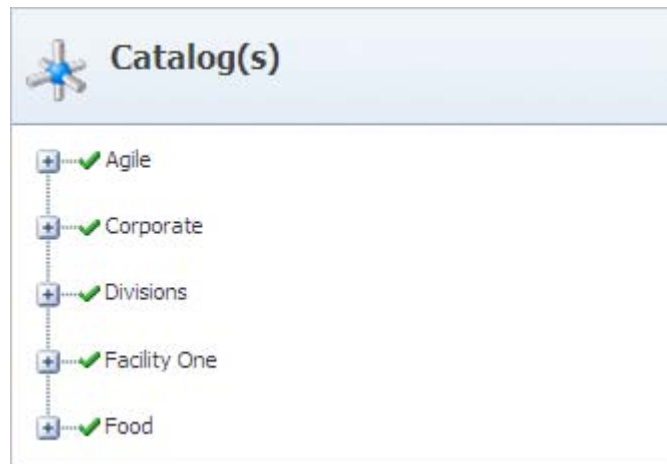 Catalog(s)
Agile
Corporate
Divisions
Facility One
Food